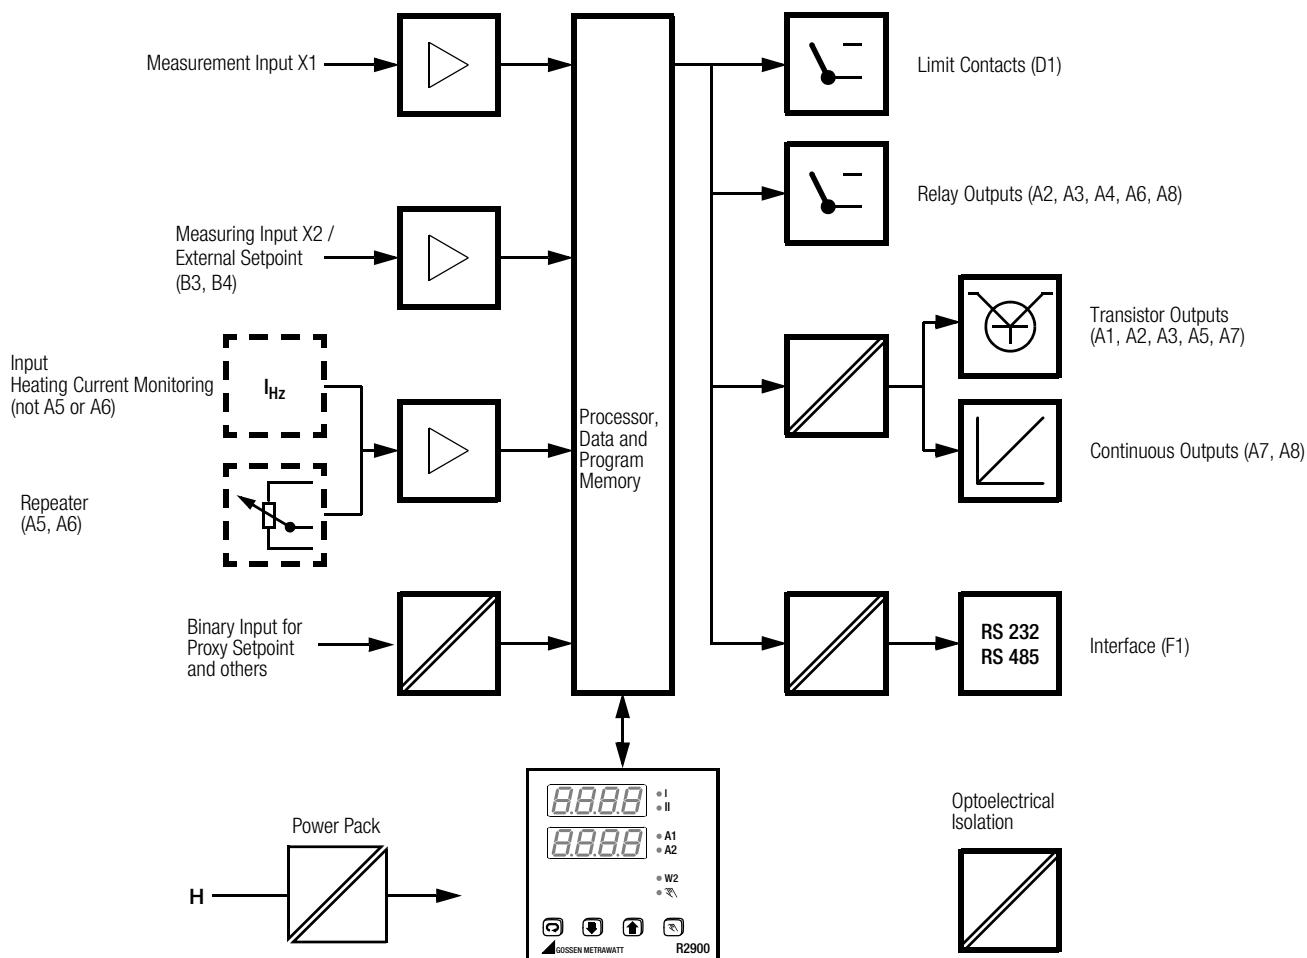 Measurement Input X1
Limit Contacts (D1)
Relay Outputs (A2, A3, A4, A6, A8)
Measuring Input X2 /
External Setpoint
(B3, B4)
Transistor Outputs
(A1, A2, A3, A5, A7)
Input
Heating Current Monitoring
(not A5 or A6)
IHz
Processor,
Data and
Program
Memory
Continuous Outputs (A7, A8)
Repeater
(A5, A6)
Binary Input for
Proxy Setpoint
and others
RS 232
RS 485
Interface (F1)
8.8.8.8
I
II
8.8.8.8
A1
A2
W2
GOSSEN METRAWATT
R2900
Power Pack
H
Optoelectrical
Isolation